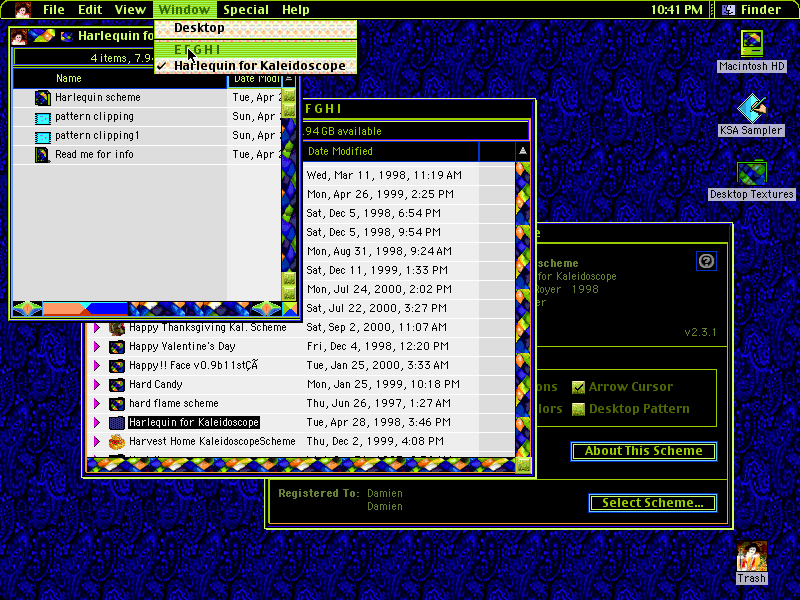 File Edit View Window Special Help 10:41 PM Finder
Desktop
E F G H I
✓ Harlequin for Kaleidoscope
Harlequin fo
4 items, 7.9
Name Date Modi
Harlequin scheme Tue, Apr 2
pattern clipping Sun, Apr
pattern clipping1 Sun, Apr
Read me for info Tue, Apr 2
F G H I
.94 GB available
Date Modified
Wed, Mar 11, 1998, 11:19 AM
Mon, Apr 26, 1999, 2:25 PM
Sat, Dec 5, 1998, 6:54 PM
Sat, Dec 5, 1998, 9:54 PM
Mon, Aug 31, 1998, 9:24 AM
Sat, Dec 11, 1999, 1:33 PM
Mon, Jul 24, 2000, 2:02 PM
Sat, Jul 22, 2000, 3:27 PM
Happy Thanksgiving Kal. Scheme Sat, Sep 2, 2000, 11:07 AM
Happy Valentine's Day Fri, Dec 4, 1998, 12:20 PM
Happy!! Face v0.9b11stÇÃ Tue, Jan 25, 2000, 3:33 AM
Hard Candy Mon, Jan 25, 1999, 10:18 PM
hard flame scheme Thu, Jun 26, 1997, 1:27 AM
Harlequin for Kaleidoscope Tue, Apr 28, 1998, 3:46 PM
Harvest Home KaleidoscopeScheme Thu, Dec 2, 1999, 4:08 PM
e
scheme
for Kaleidoscope
Royer 1998
er
v2.3.1
ons Arrow Cursor
lors Desktop Pattern
About This Scheme
Registered To: Damien
Damien
Select Scheme...
Macintosh HD
KSA Sampler
Desktop Textures
Trash